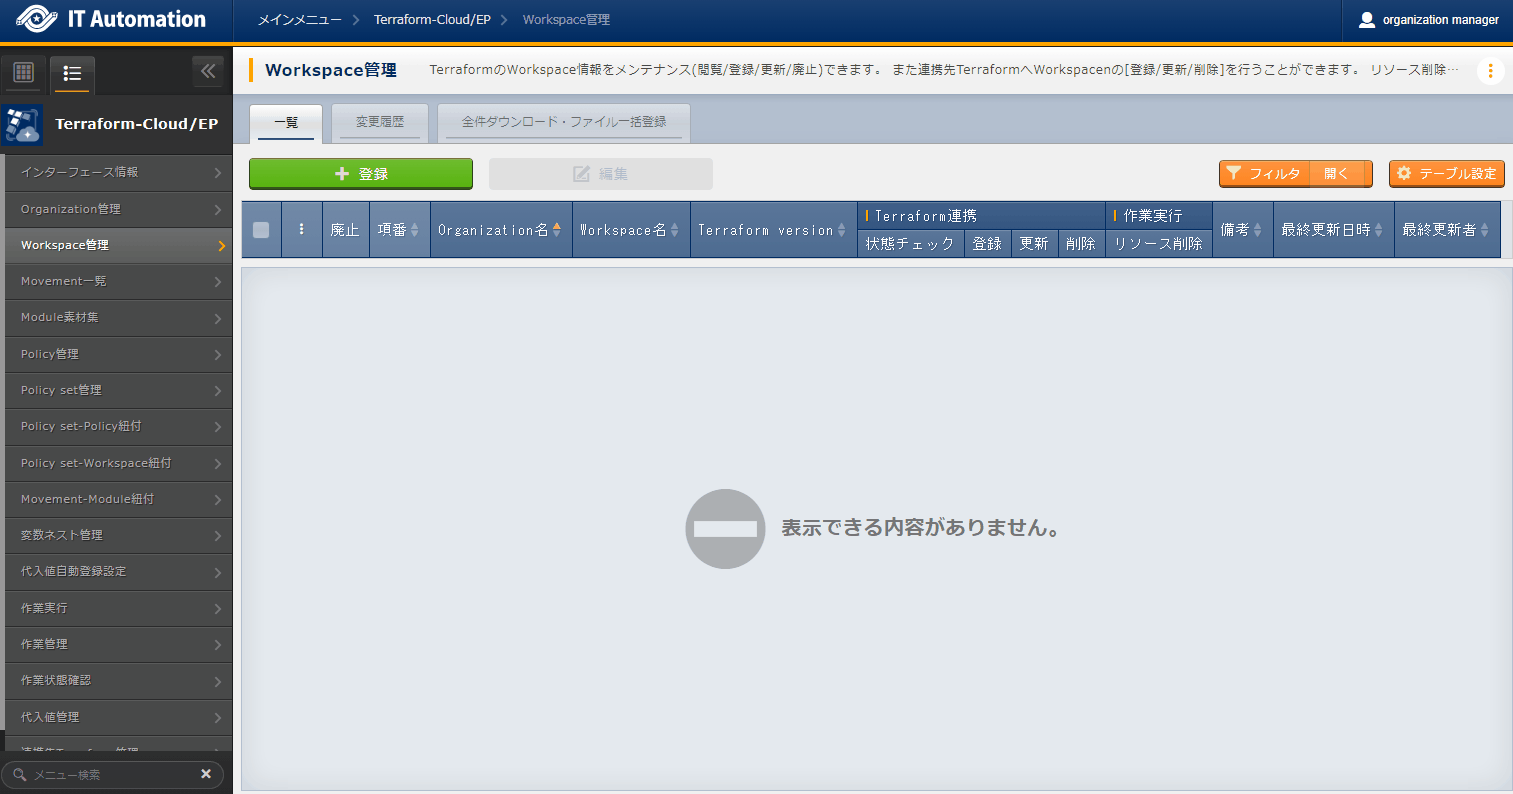 IT Automation
メインメニュー > Terraform-Cloud/EP > Workspace管理
organization manager
Workspace管理
TerraformのWorkspace情報をメンテナンス(閲覧/登録/更新/廃止)できます。 また連携先TerraformへWorkspacenの[登録/更新/削除]を行うことができます。 リソース削除…
Terraform-Cloud/EP
インターフェース情報
Organization管理
Workspace管理
Movement一覧
Module素材集
Policy管理
Policy set管理
Policy set-Policy紐付
Policy set-Workspace紐付
Movement-Module紐付
変数ネスト管理
代入値自動登録設定
作業実行
作業管理
作業状態確認
代入値管理
メニュー検索
一覧
変更履歴
全件ダウンロード・ファイル一括登録
登録
編集
フィルタ 開く
テーブル設定
廃止
項番
Organization名
Workspace名
Terraform version
Terraform連携
状態チェック 登録 更新 削除
作業実行
リソース削除
備考
最終更新日時
最終更新者
表示できる内容がありません。